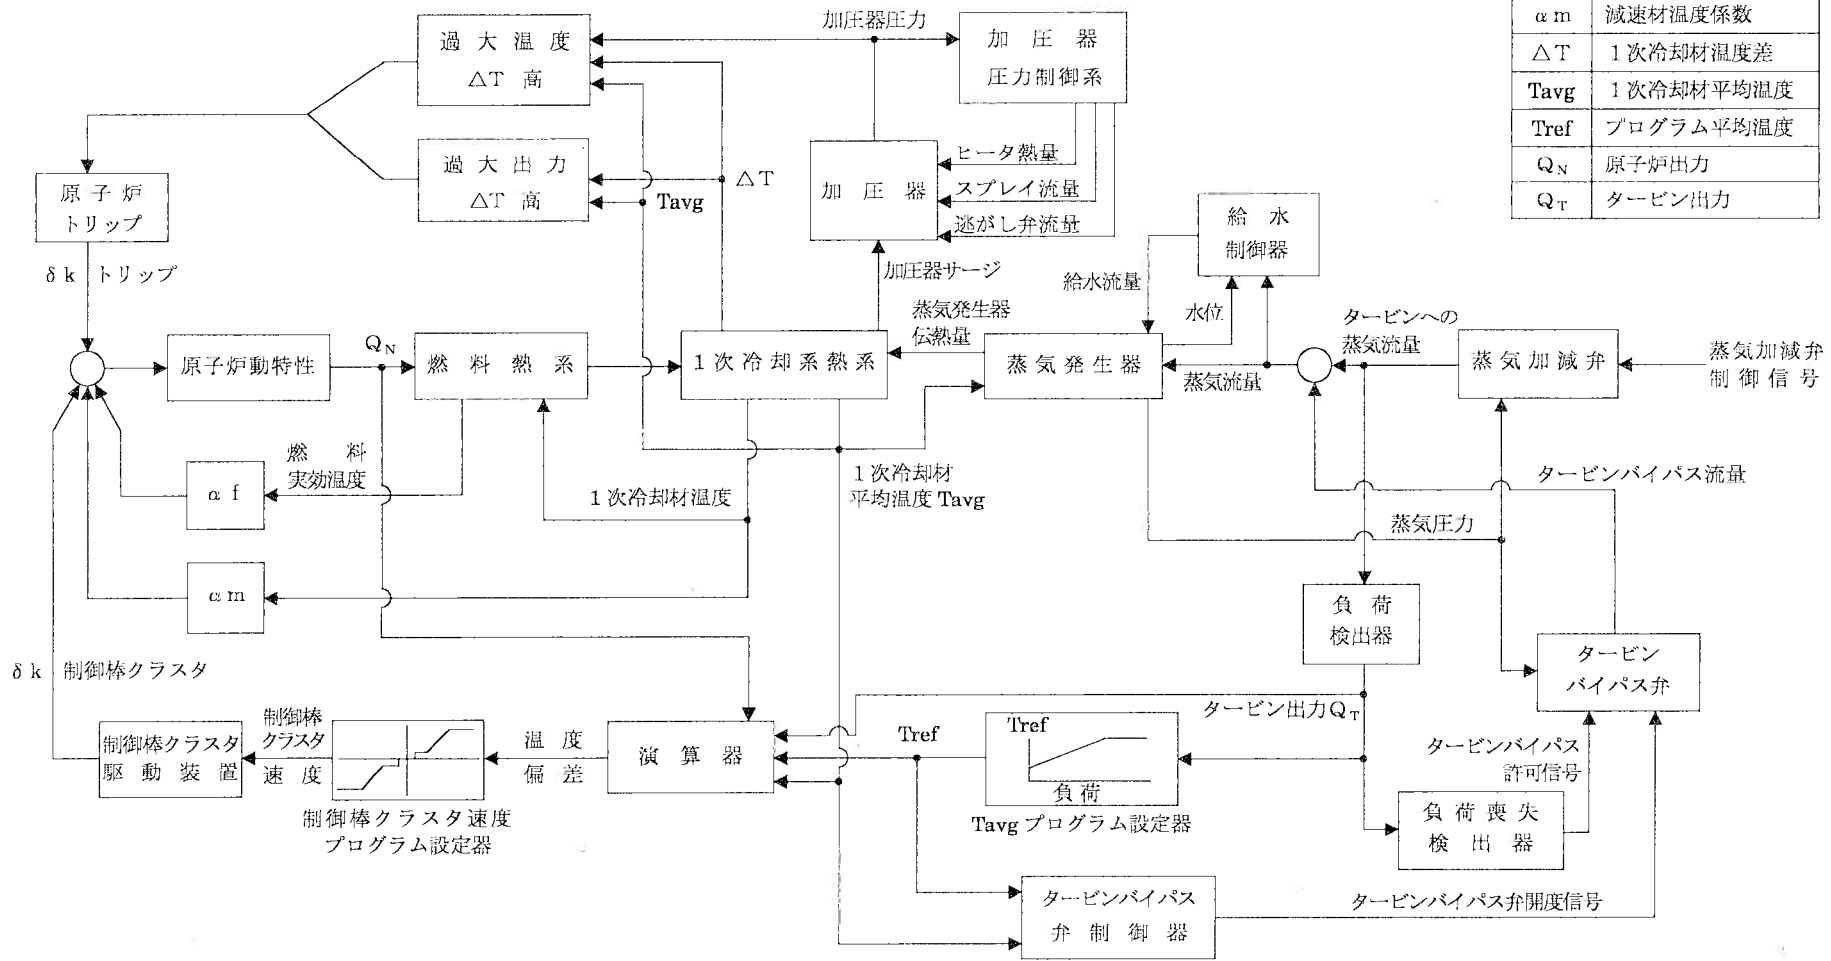 加圧器圧力
過大温度
△T 高
加圧器
圧力制御系
αm 減速材温度係数
△T 1次冷却材温度差
Tavg 1次冷却材平均温度
Tref プログラム平均温度
QN 原子炉出力
QT タービン出力
過大出力
△T 高
△T
Tavg
加圧器
ヒータ熱量
スプレイ流量
逃がし弁流量
原子炉
トリップ
給水
制御器
δk トリップ
加圧器サージ
給水流量
水位
蒸気発生器
伝熱量
タービンへの
蒸気流量
原子炉動特性
QN
燃料熱系
1次冷却系熱系
蒸気発生器
蒸気流量
蒸気加減弁
蒸気加減弁
制御信号
燃料
実効温度
αf
1次冷却材温度
1次冷却材
平均温度 Tavg
タービンバイパス流量
蒸気圧力
αm
負荷
検出器
タービン
バイパス弁
δk 制御棒クラスタ
タービン出力QT
制御棒クラスタ
駆動装置
制御棒
クラスタ
速度
温度
偏差
演算器
Tref
Tref
負荷
タービンバイパス
許可信号
制御棒クラスタ速度
プログラム設定器
Tavgプログラム設定器
負荷喪失
検出器
タービンバイパス
弁制御器
タービンバイパス弁開度信号